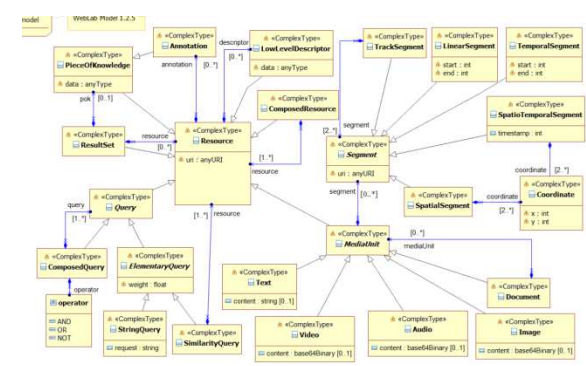 model
WebLab Model 1.2.5
«ComplexType»
Annotation
«ComplexType»
PieceOfKnowledge
data : anyType
annotation
[0..*]
pok
[0..1]
«ComplexType»
ResultSet
descriptor
[0..*]
«ComplexType»
LowLevelDescriptor
data : anyType
«ComplexType»
ComposedResource
resource
[0..*]
«ComplexType»
Resource
uri : anyURI
[1..*]
resource
[1..*]
resource
«ComplexType»
TrackSegment
«ComplexType»
LinearSegment
start : int
end : int
«ComplexType»
TemporalSegment
start : int
end : int
segment
[2..*]
«ComplexType»
Segment
uri : anyURI
segment
[0..*]
«ComplexType»
SpatioTemporalSegment
timestamp : int
coordinate
[2..*]
«ComplexType»
SpatialSegment
coordinate
[2..*]
«ComplexType»
Coordinate
x : int
y : int
query
[1..*]
«ComplexType»
Query
«ComplexType»
ComposedQuery
operator
operator
AND
OR
NOT
«ComplexType»
ElementaryQuery
weight : float
«ComplexType»
StringQuery
request : string
«ComplexType»
SimilarityQuery
«ComplexType»
MediaUnit
[0..*]
mediaUnit
«ComplexType»
Text
content : string [0..1]
«ComplexType»
Video
content : base64Binary [0..1]
«ComplexType»
Audio
content : base64Binary [0..1]
«ComplexType»
Document
«ComplexType»
Image
content : base64Binary [0..1]